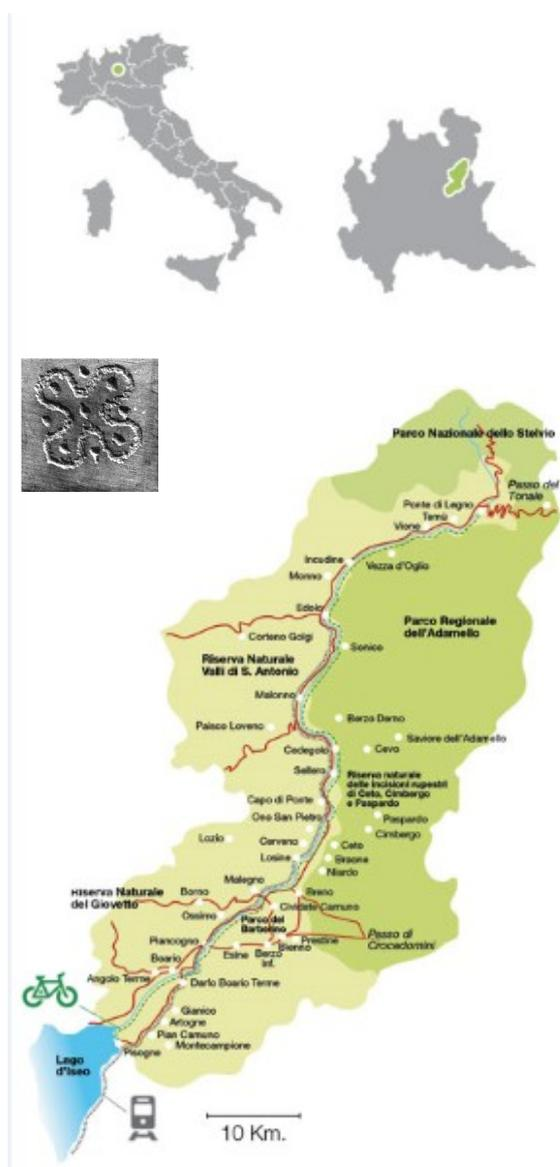 Parco Nazionale dello Stelvio
Passo del
Tonale
Ponte di Legno
Temù
Vione
Incudine
Vezza d'Oglio
Monno
Edolo
Parco Regionale
dell'Adamello
Corteno Golgi
Sonico
Riserva Naturale
Valli di S. Antonio
Malonno
Berzo Demo
Paisco Loveno
Saviore dell'Adamello
Cedegolo
Cevo
Sellero
Riserva naturale
delle incisioni rupestri
di Ceto, Cimbergo
e Paspardo
Capo di Ponte
Ono San Pietro
Paspardo
Cimbergo
Lozio
Cerveno
Ceto
Losine
Braone
Niardo
Malegno
Riserva Naturale
del Giovetto
Borno
Breno
Cividate Camuno
Ossimo
Parco del
Barberino
Piancogno
Prestine
Passo di
Crocedomini
Bienno
Esine
Berzo
Inf.
Boario
Angolo Terme
Darfo Boario Terme
Gianico
Artogne
Pian Camuno
Montecampione
Pisogne
Lago
d'Iseo
10 Km.